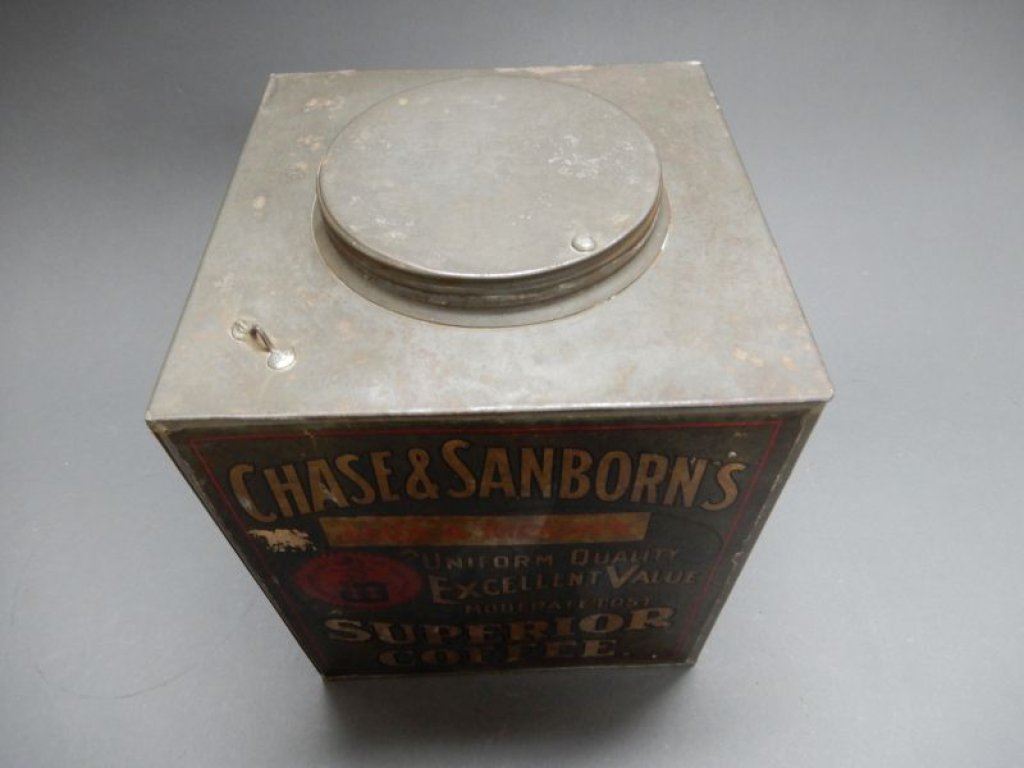 CHASE & SANBORN'S
UNIFORM QUALITY
EXCELLENT VALUE
MODERATE COST
SUPERIOR
COFFEE.